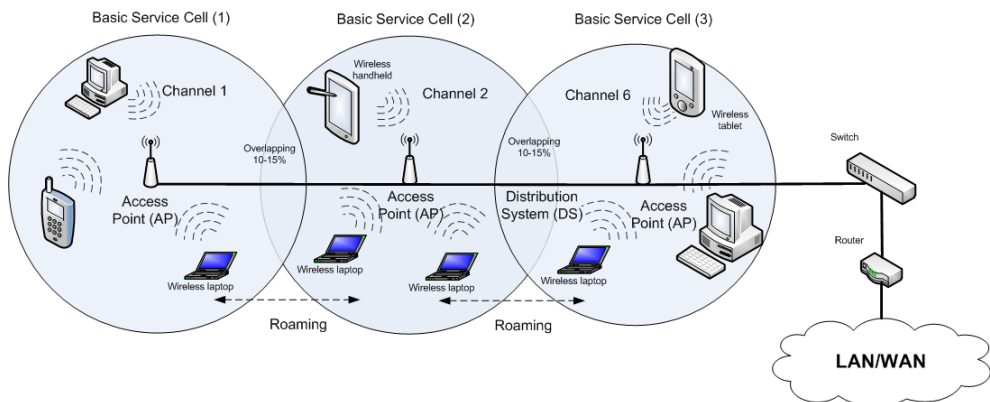 Basic Service Cell (1)
Basic Service Cell (2)
Basic Service Cell (3)
Wireless
handheld
Channel 1
Channel 2
Channel 6
Wireless
tablet
Overlapping
10-15%
Overlapping
10-15%
Switch
Access
Point (AP)
Access
Point (AP)
Distribution
System (DS)
Access
Point (AP)
Router
Wireless laptop
Wireless laptop
Wireless laptop
Wireless laptop
Roaming
Roaming
LAN/WAN